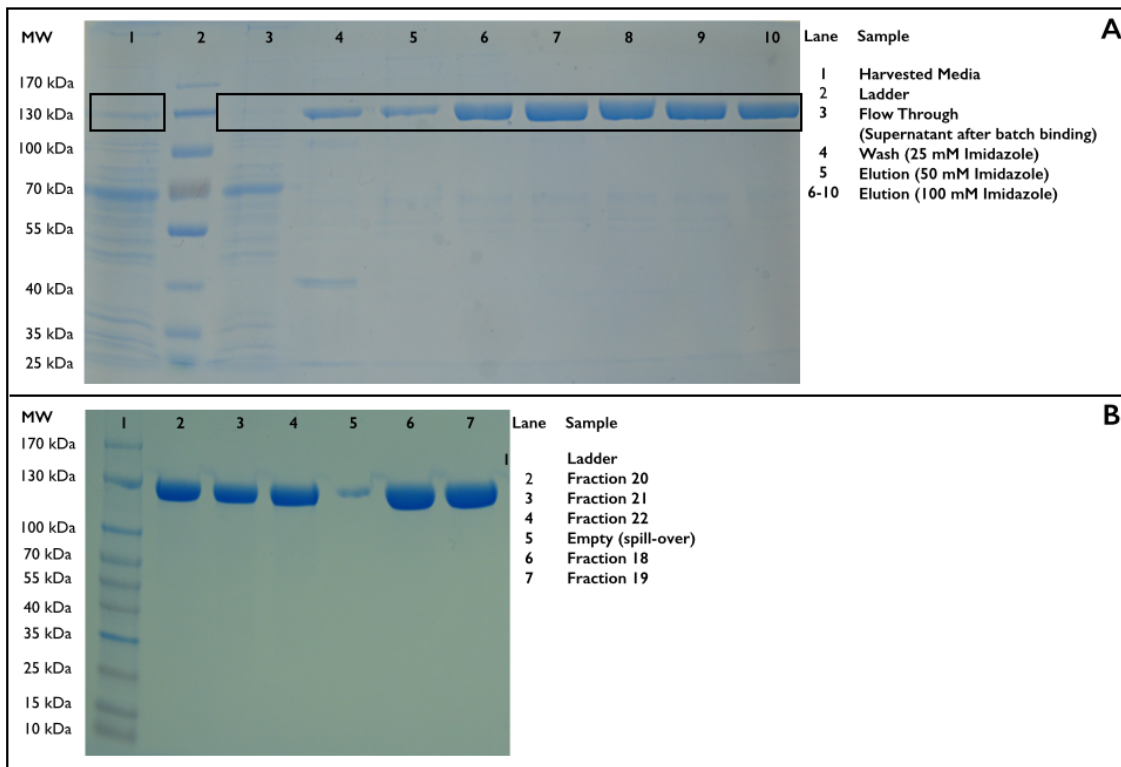 MW 1 2 3 4 5 6 7 8 9 10 Lane Sample A
170 kDa
130 kDa
100 kDa
70 kDa
55 kDa
40 kDa
35 kDa
25 kDa
1 Harvested Media
2 Ladder
3 Flow Through
(Supernatant after batch binding)
4 Wash (25 mM Imidazole)
5 Elution (50 mM Imidazole)
6-10 Elution (100 mM Imidazole)
MW 1 2 3 4 5 6 7 Lane Sample B
170 kDa
130 kDa
100 kDa
70 kDa
55 kDa
40 kDa
35 kDa
25 kDa
15 kDa
10 kDa
1 Ladder
2 Fraction 20
3 Fraction 21
4 Fraction 22
5 Empty (spill-over)
6 Fraction 18
7 Fraction 19